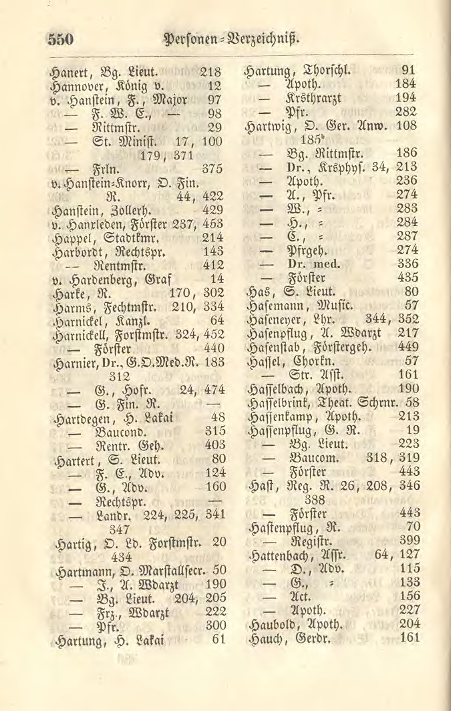 550 Personen=Verzeichniß.
Hanert, Bg. Lieut. 218
Hannover, König v. 12
v. Hanstein, F., Major 97
— F. W. E., — 98
— Rittmstr. 29
— St. Minist. 17, 100
179, 371
— Frln. 375
v. Hanstein=Knorr, O. Fin.
R. 44, 422
Hanstein, Zollerh. 429
v. Hanxleden, Förster 237, 453
Happel, Stadtkmr. 214
Harbordt, Rechtspr. 143
— Rentmstr. 412
v. Hardenberg, Graf 14
Harke, R. 170, 302
Harms, Fechtmstr. 210, 334
Harnickel, Kanzl. 64
Harnickell, Forstmstr. 324, 452
— Förster 440
Harnier, Dr., G.O.Med.R. 183
312
— G., Hofr. 24, 474
— G. Fin. R. —
Hartdegen, H. Lakai 48
— Baucond. 315
— Rentr. Geh. 403
Hartert, S. Lieut. 80
— F. E., Adv. 124
— G., Adv. 160
— Rechtspr. —
— Landr. 224, 225, 341
347
Hartig, O. Ld. Forstmstr. 20
434
Hartmann, O. Marstallsecr. 50
— J., A. Wdarzt 190
— Bg. Lieut. 204, 205
— Frz., Wdarzt 222
— Pfr. 300
Hartung, H. Lakai 61
Hartung, Thorschl. 91
— Apoth. 184
— Krsthrarzt 194
— Pfr. 282
Hartwig, O. Ger. Anw. 108
185ᵇ
— Bg. Rittmstr. 186
— Dr., Krsphys. 34, 213
— Apoth. 236
— A., Pfr. 274
— W., = 283
— H., = 284
— E., = 287
— Pfrgeh. 274
— Dr. med. 336
— Förster 435
Has, S. Lieut. 80
Hasemann, Music. 57
Haseneyer, Lhr. 344, 352
Hasenpflug, A. Wdarzt 217
Hasenstab, Förstergeh. 449
Hassel, Chorkn. 57
— Str. Asst. 161
Hasselbach, Apoth. 190
Hasselbrink, Theat. Schrnr. 58
Hassenkamp, Apoth. 213
Hassenpflug, G. R. 19
— Bg. Lieut. 223
— Baucom. 318, 319
— Förster 443
Hast, Reg. R. 26, 208, 346
388
— Förster 443
Hastenpflug, R. 70
— Registr. 399
Hattenbach, Assr. 64, 127
— D., Adv. 115
— G., = 133
— Act. 156
— Apoth. 227
Haubold, Apoth. 204
Hauch, Gerdr. 161